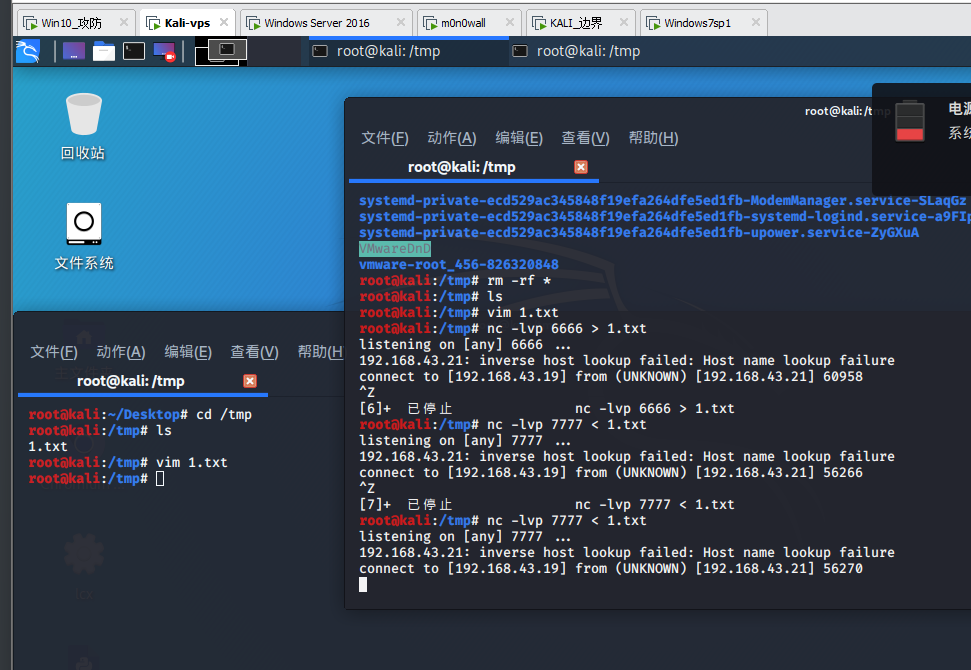 Win10_攻防
Kali-vps
Windows Server 2016
m0n0wall
KALI_边界
Windows7sp1
root@kali: /tmp
root@kali: /tmp
回收站
文件系统
root@kali: /tmp
电源
系统
文件(F) 动作(A) 编辑(E) 查看(V) 帮助(H)
root@kali: /tmp
systemd-private-ecd529ac345848f19efa264dfe5ed1fb-ModemManager.service-SLaqGz
systemd-private-ecd529ac345848f19efa264dfe5ed1fb-systemd-logind.service-a9FIp
systemd-private-ecd529ac345848f19efa264dfe5ed1fb-upower.service-ZyGXuA
VMwareDnD
vmware-root_456-826320848
root@kali:/tmp# rm -rf *
root@kali:/tmp# ls
root@kali:/tmp# vim 1.txt
root@kali:/tmp# nc -lvp 6666 > 1.txt
listening on [any] 6666 ...
192.168.43.21: inverse host lookup failed: Host name lookup failure
connect to [192.168.43.19] from (UNKNOWN) [192.168.43.21] 60958
^Z
[6]+  已停止               nc -lvp 6666 > 1.txt
root@kali:/tmp# nc -lvp 7777 < 1.txt
listening on [any] 7777 ...
192.168.43.21: inverse host lookup failed: Host name lookup failure
connect to [192.168.43.19] from (UNKNOWN) [192.168.43.21] 56266
^Z
[7]+  已停止               nc -lvp 7777 < 1.txt
root@kali:/tmp# nc -lvp 7777 < 1.txt
listening on [any] 7777 ...
192.168.43.21: inverse host lookup failed: Host name lookup failure
connect to [192.168.43.19] from (UNKNOWN) [192.168.43.21] 56270
文件(F) 动作(A) 编辑(E) 查看(V) 帮助(H
root@kali: /tmp
root@kali:~/Desktop# cd /tmp
root@kali:/tmp# ls
1.txt
root@kali:/tmp# vim 1.txt
root@kali:/tmp#